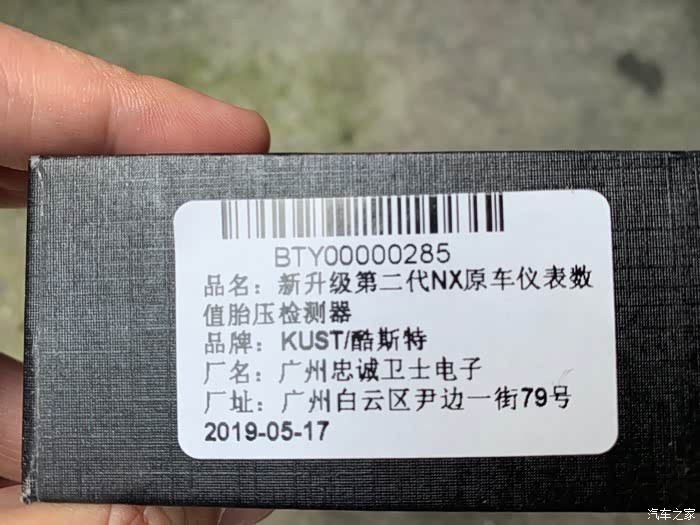 BTY00000285
品名：新升级第二代NX原车仪表数
值胎压检测器
品牌：KUST/酷斯特
厂名：广州忠诚卫士电子
厂址：广州白云区尹边一街79号
2019-05-17
汽车之家